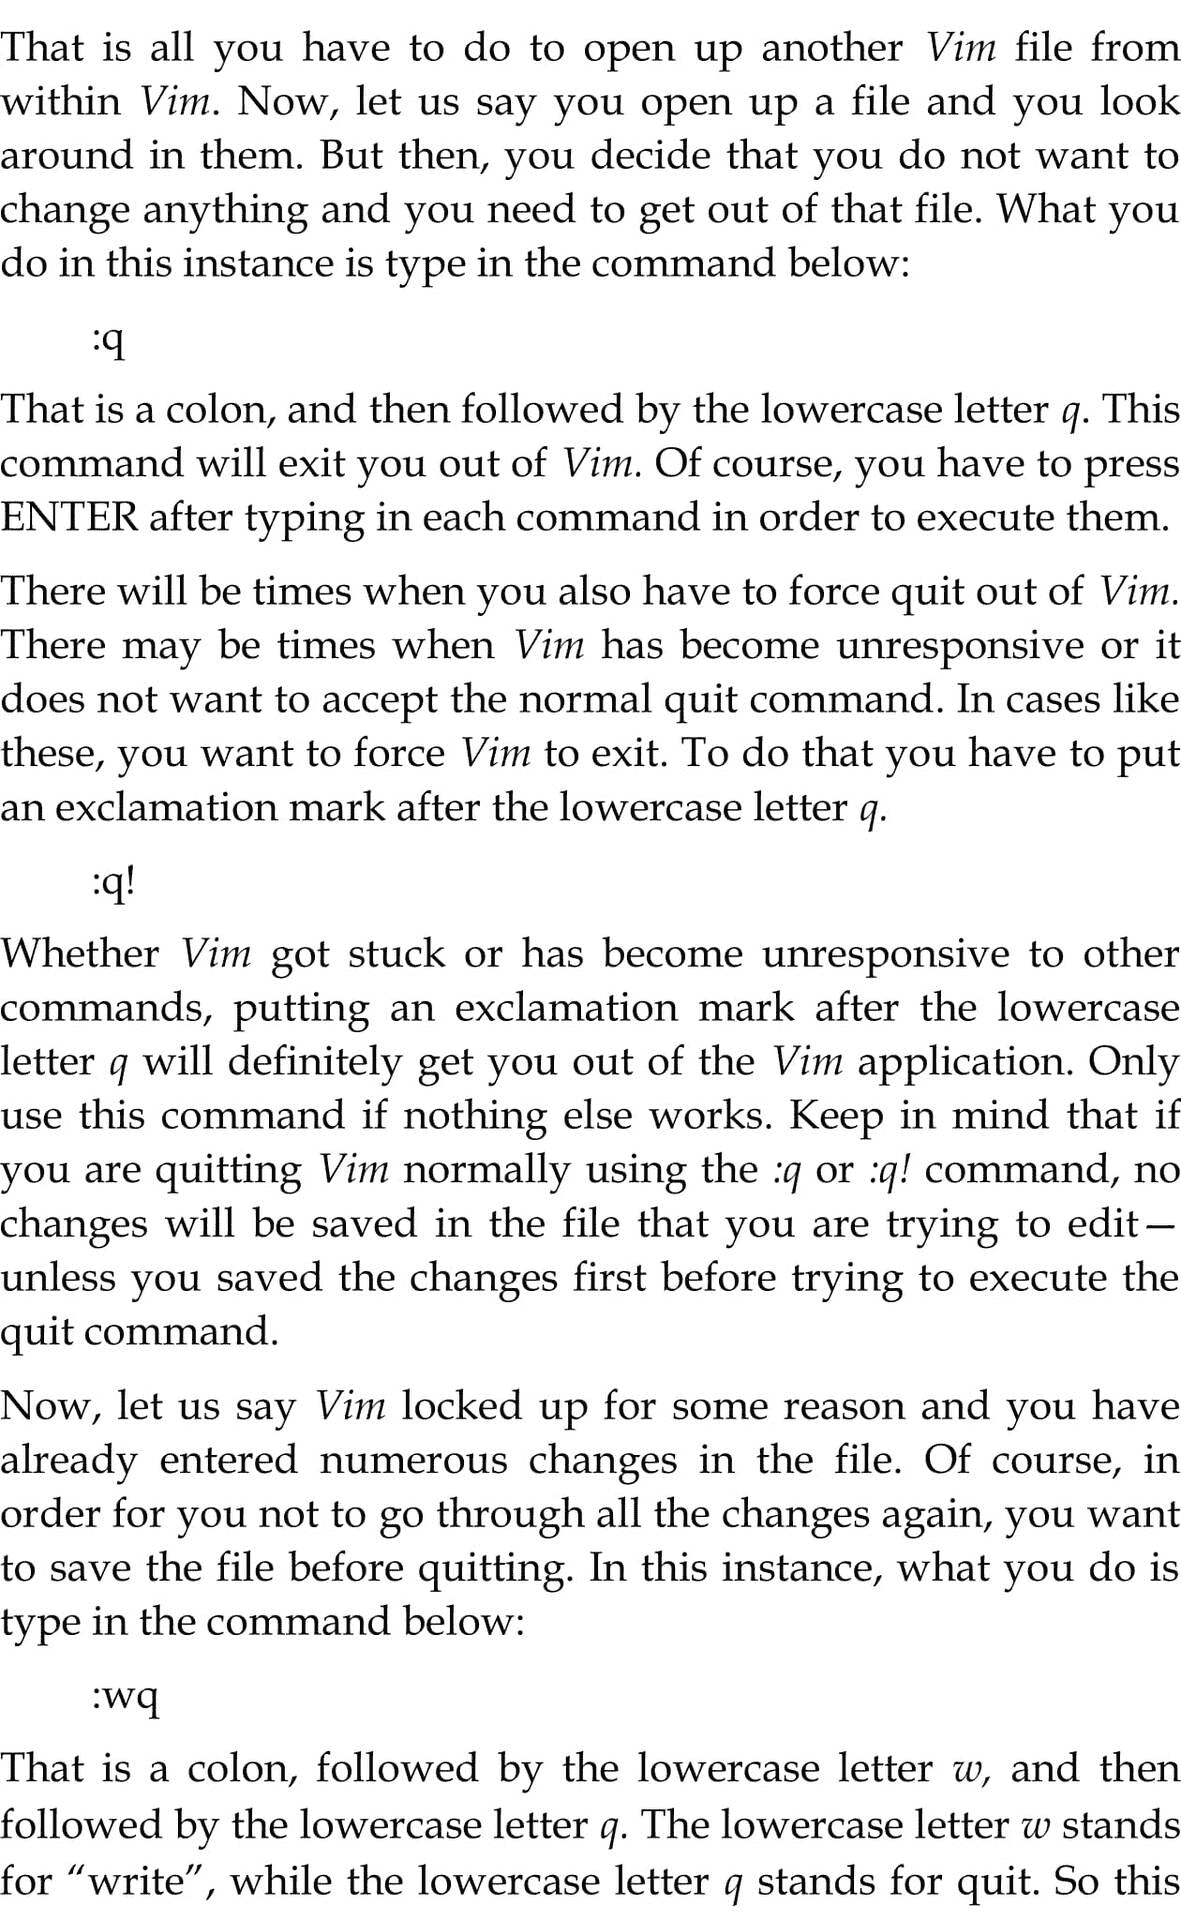 That is all you have to do to open up another Vim file from
within Vim. Now, let us say you open up a file and you look
around in them. But then, you decide that you do not want to
change anything and you need to get out of that file. What you
do in this instance is type in the command below:
:q
That is a colon, and then followed by the lowercase letter q. This
command will exit you out of Vim. Of course, you have to press
ENTER after typing in each command in order to execute them.
There will be times when you also have to force quit out of Vim.
There may be times when Vim has become unresponsive or it
does not want to accept the normal quit command. In cases like
these, you want to force Vim to exit. To do that you have to put
an exclamation mark after the lowercase letter q.
:q!
Whether Vim got stuck or has become unresponsive to other
commands, putting an exclamation mark after the lowercase
letter q will definitely get you out of the Vim application. Only
use this command if nothing else works. Keep in mind that if
you are quitting Vim normally using the :q or :q! command, no
changes will be saved in the file that you are trying to edit—
unless you saved the changes first before trying to execute the
quit command.
Now, let us say Vim locked up for some reason and you have
already entered numerous changes in the file. Of course, in
order for you not to go through all the changes again, you want
to save the file before quitting. In this instance, what you do is
type in the command below:
:wq
That is a colon, followed by the lowercase letter w, and then
followed by the lowercase letter q. The lowercase letter w stands
for “write”, while the lowercase letter q stands for quit. So this